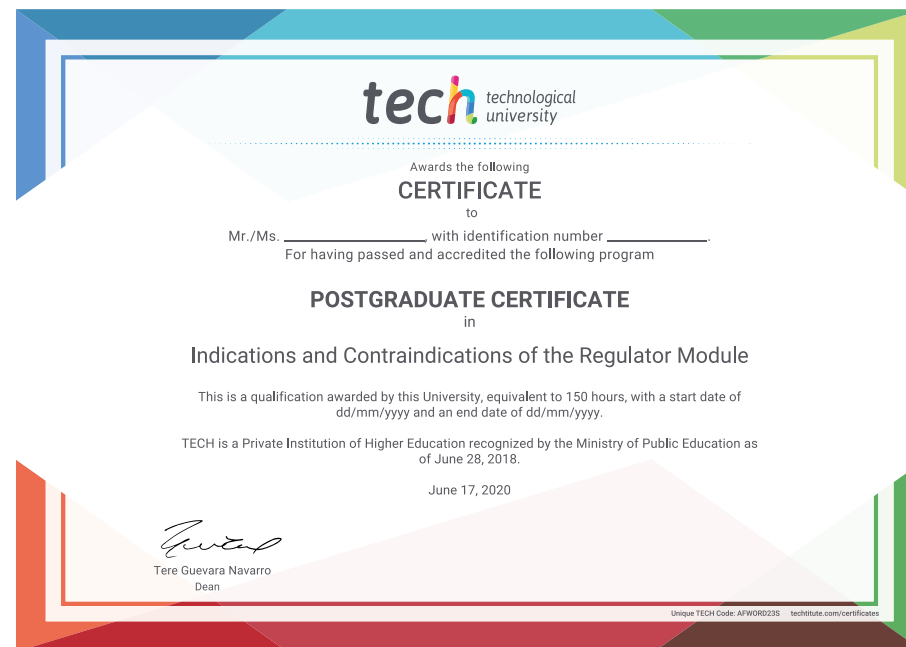 tech technological
university
Awards the following
CERTIFICATE
to
Mr./Ms. ____________, with identification number ____________.
For having passed and accredited the following program
POSTGRADUATE CERTIFICATE
in
Indications and Contraindications of the Regulator Module
This is a qualification awarded by this University, equivalent to 150 hours, with a start date of
dd/mm/yyyy and an end date of dd/mm/yyyy.
TECH is a Private Institution of Higher Education recognized by the Ministry of Public Education as
of June 28, 2018.
June 17, 2020
Tere Guevara Navarro
Dean
Unique TECH Code: AFWORD23S techtitute.com/certificates